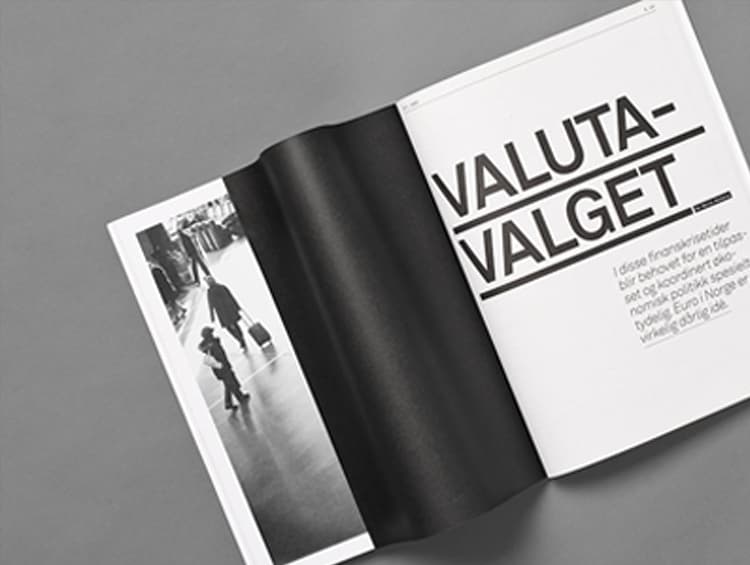 VALUTA-
VALGET
I disse finanskrisetider
blir behovet for en tilpas-
set og koordinert øko-
nomisk politikk spesielt
tydelig. Euro i Norge er
virkelig dårlig idé.